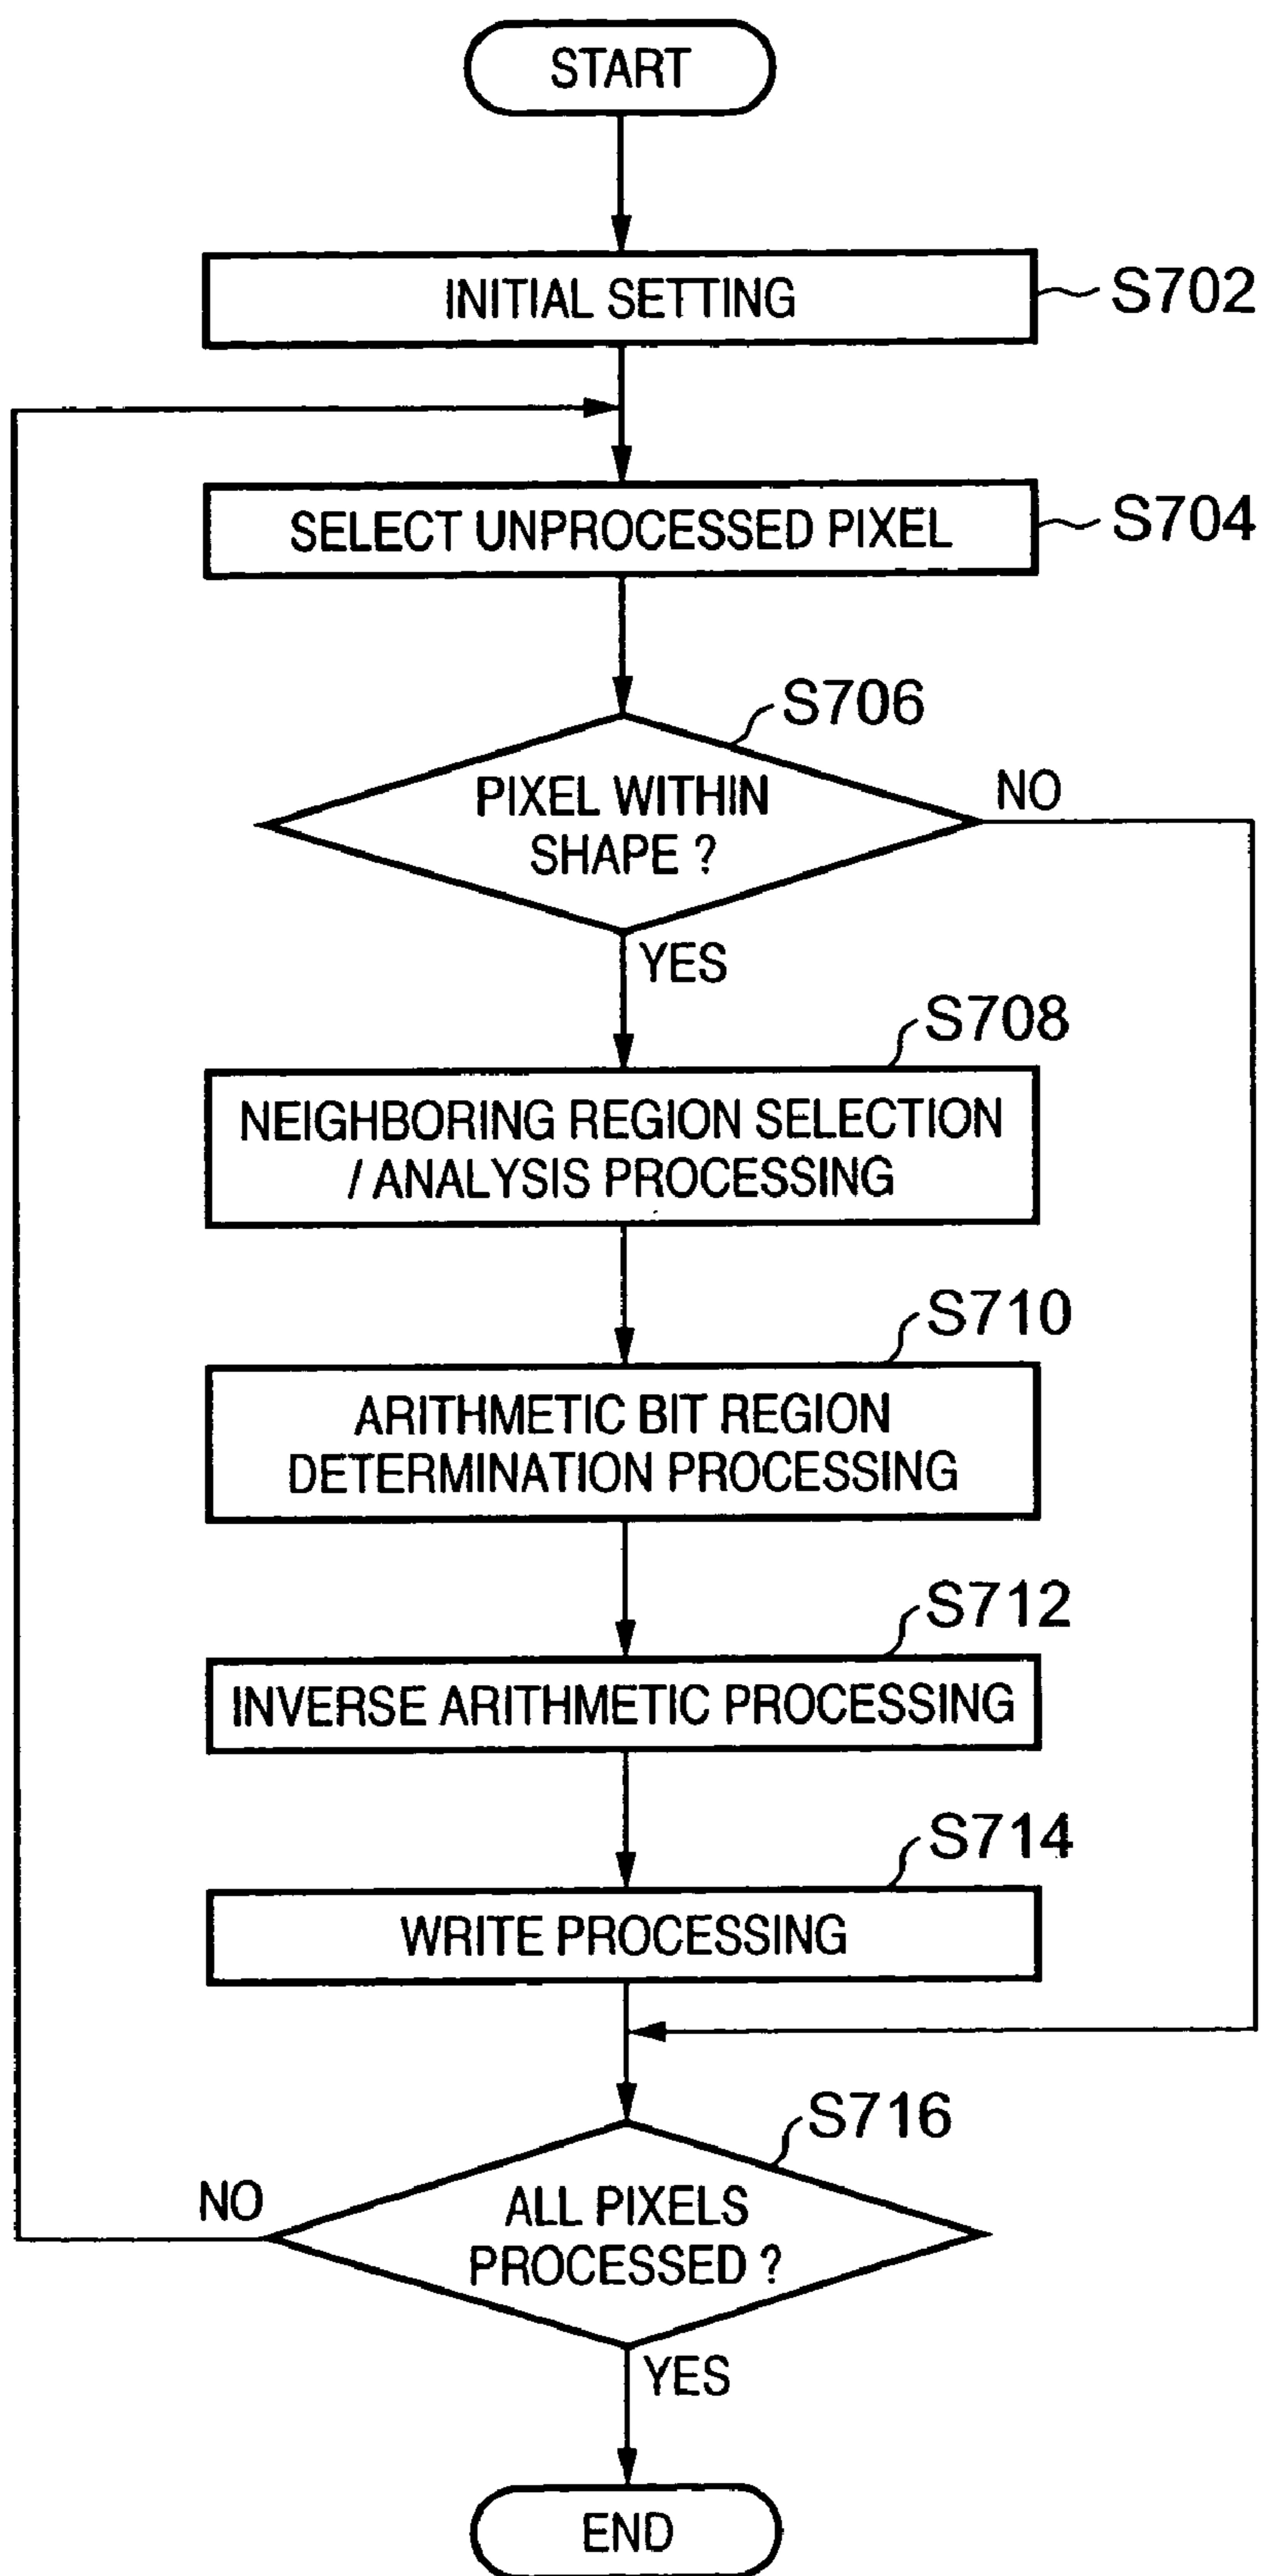 START
INITIAL SETTING
S702
SELECT UNPROCESSED PIXEL
S704
S706
PIXEL WITHIN
SHAPE ?
NO
YES
S708
NEIGHBORING REGION SELECTION
/ ANALYSIS PROCESSING
S710
ARITHMETIC BIT REGION
DETERMINATION PROCESSING
S712
INVERSE ARITHMETIC PROCESSING
S714
WRITE PROCESSING
S716
NO
ALL PIXELS
PROCESSED ?
YES
END